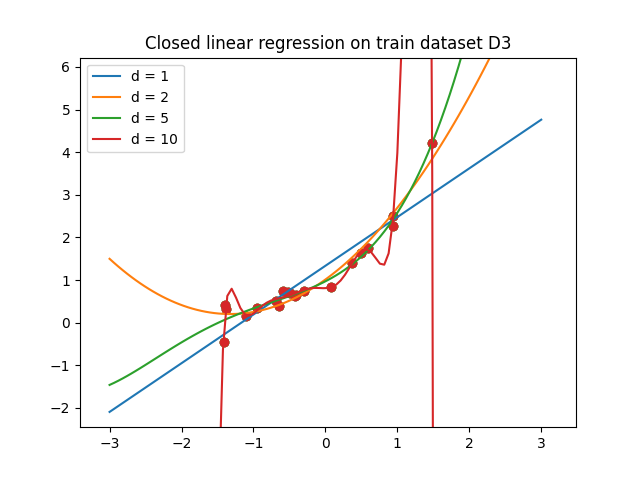 Closed linear regression on train dataset D3
d = 1
d = 2
d = 5
d = 10
6
5
4
3
2
1
0
−1
−2
−3 −2 −1 0 1 2 3